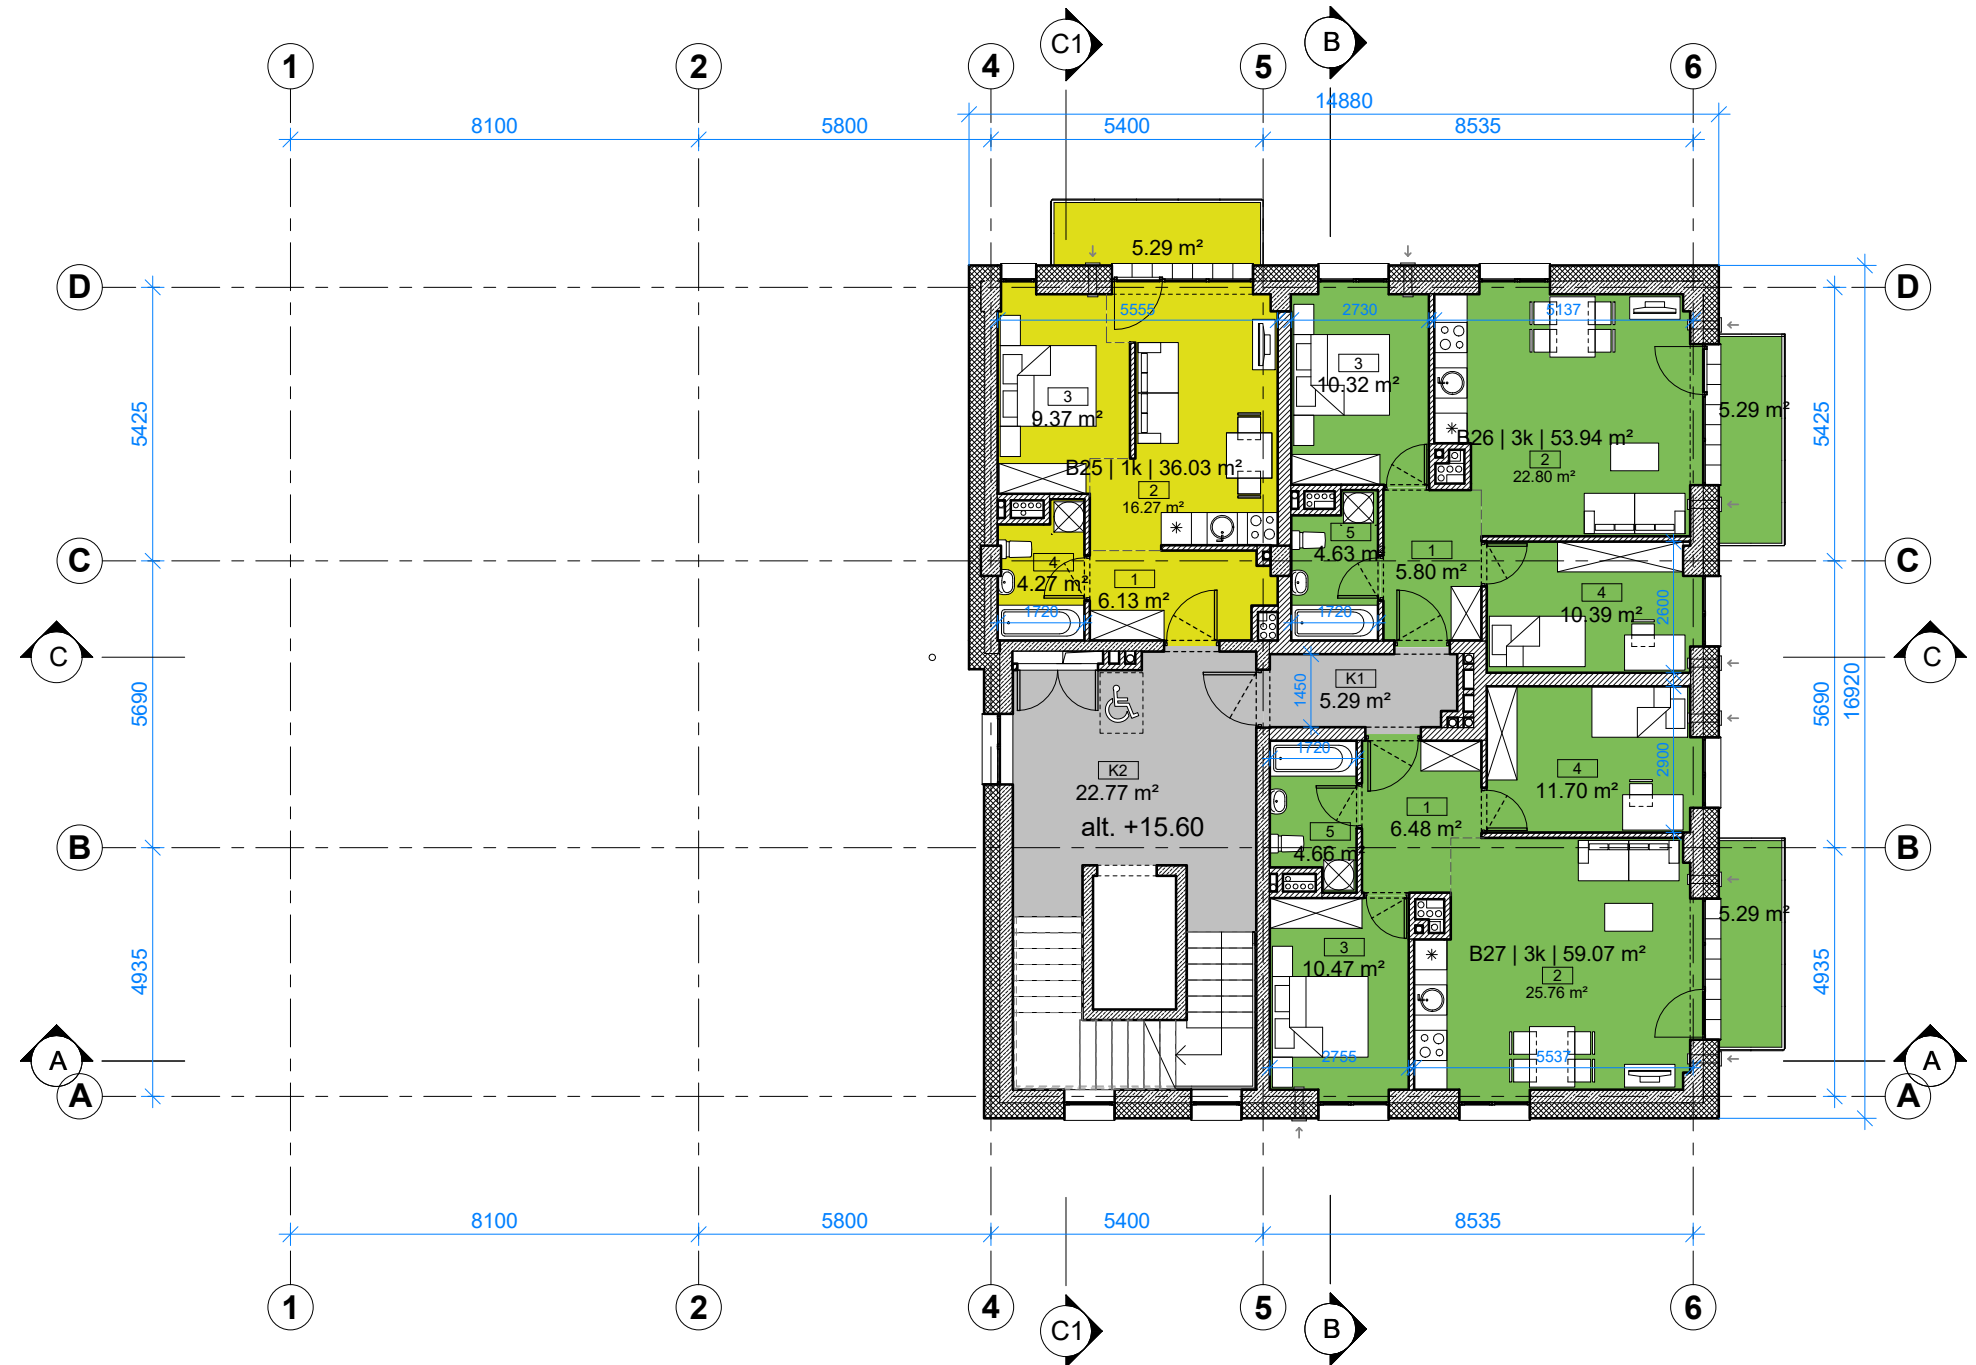 C1
B
1
2
4
5
6
14880
8100
5800
5400
8535
5.29 m²
D
D
5555
2730
5137
3
9.37 m²
3
10.32 m²
5.29 m²
5425
5425
B25 | 1k | 36.03 m²
2
16.27 m²
B26 | 3k | 53.94 m²
2
22.80 m²
C
C
4
4.27 m²
1
6.13 m²
5
4.63 m²
1
5.80 m²
4
10.39 m²
2600
1720
1720
C
C
K1
5.29 m²
1450
5690
5690
16920
1720
K2
22.77 m²
alt. +15.60
4
11.70 m²
2900
1
6.48 m²
5
4.66 m²
B
B
5.29 m²
3
10.47 m²
B27 | 3k | 59.07 m²
2
25.76 m²
4935
4935
2755
5537
A
A
A
A
8100
5800
5400
8535
1
2
4
5
6
C1
B